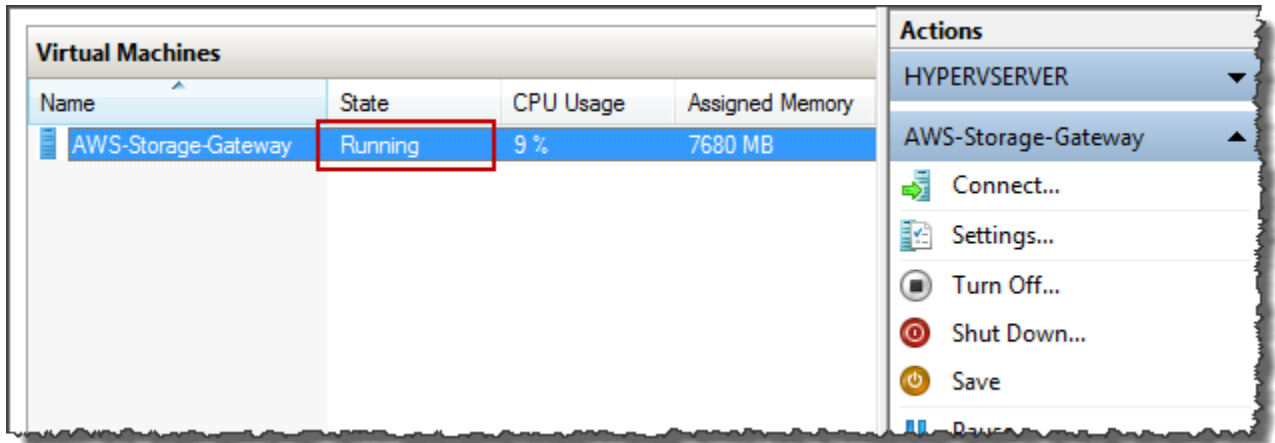 Virtual Machines
Name State CPU Usage Assigned Memory
AWS-Storage-Gateway Running 9 % 7680 MB
Actions
HYPERVSERVER
AWS-Storage-Gateway
Connect...
Settings...
Turn Off...
Shut Down...
Save
Pause